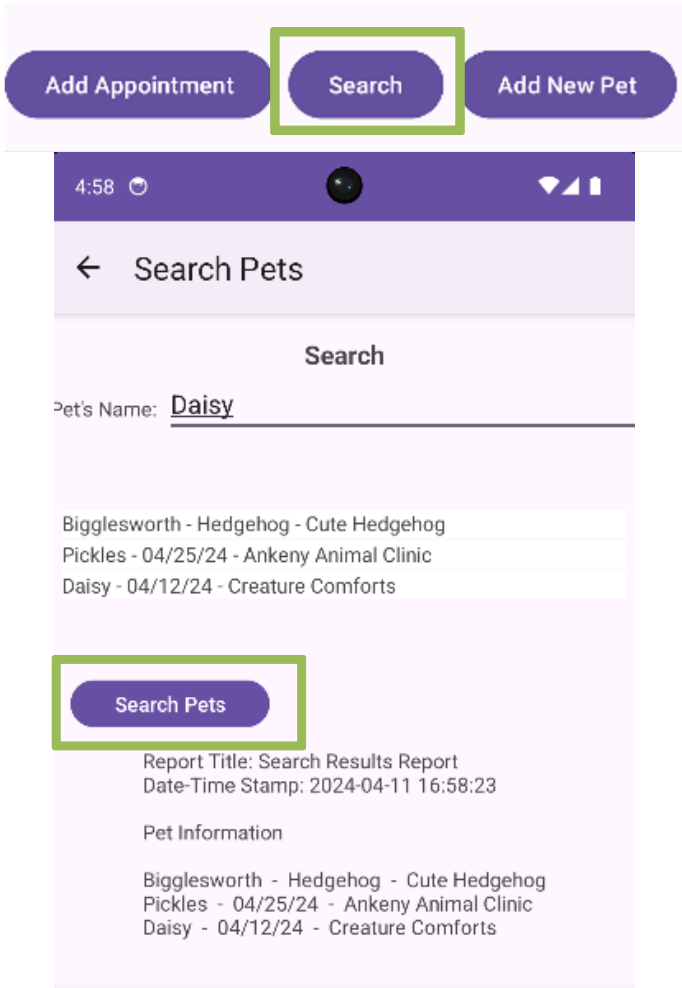 Add Appointment Search Add New Pet
4:58
Search Pets
Search
Pet's Name: Daisy
Bigglesworth - Hedgehog - Cute Hedgehog
Pickles - 04/25/24 - Ankeny Animal Clinic
Daisy - 04/12/24 - Creature Comforts
Search Pets
Report Title: Search Results Report
Date-Time Stamp: 2024-04-11 16:58:23
Pet Information
Bigglesworth - Hedgehog - Cute Hedgehog
Pickles - 04/25/24 - Ankeny Animal Clinic
Daisy - 04/12/24 - Creature Comforts